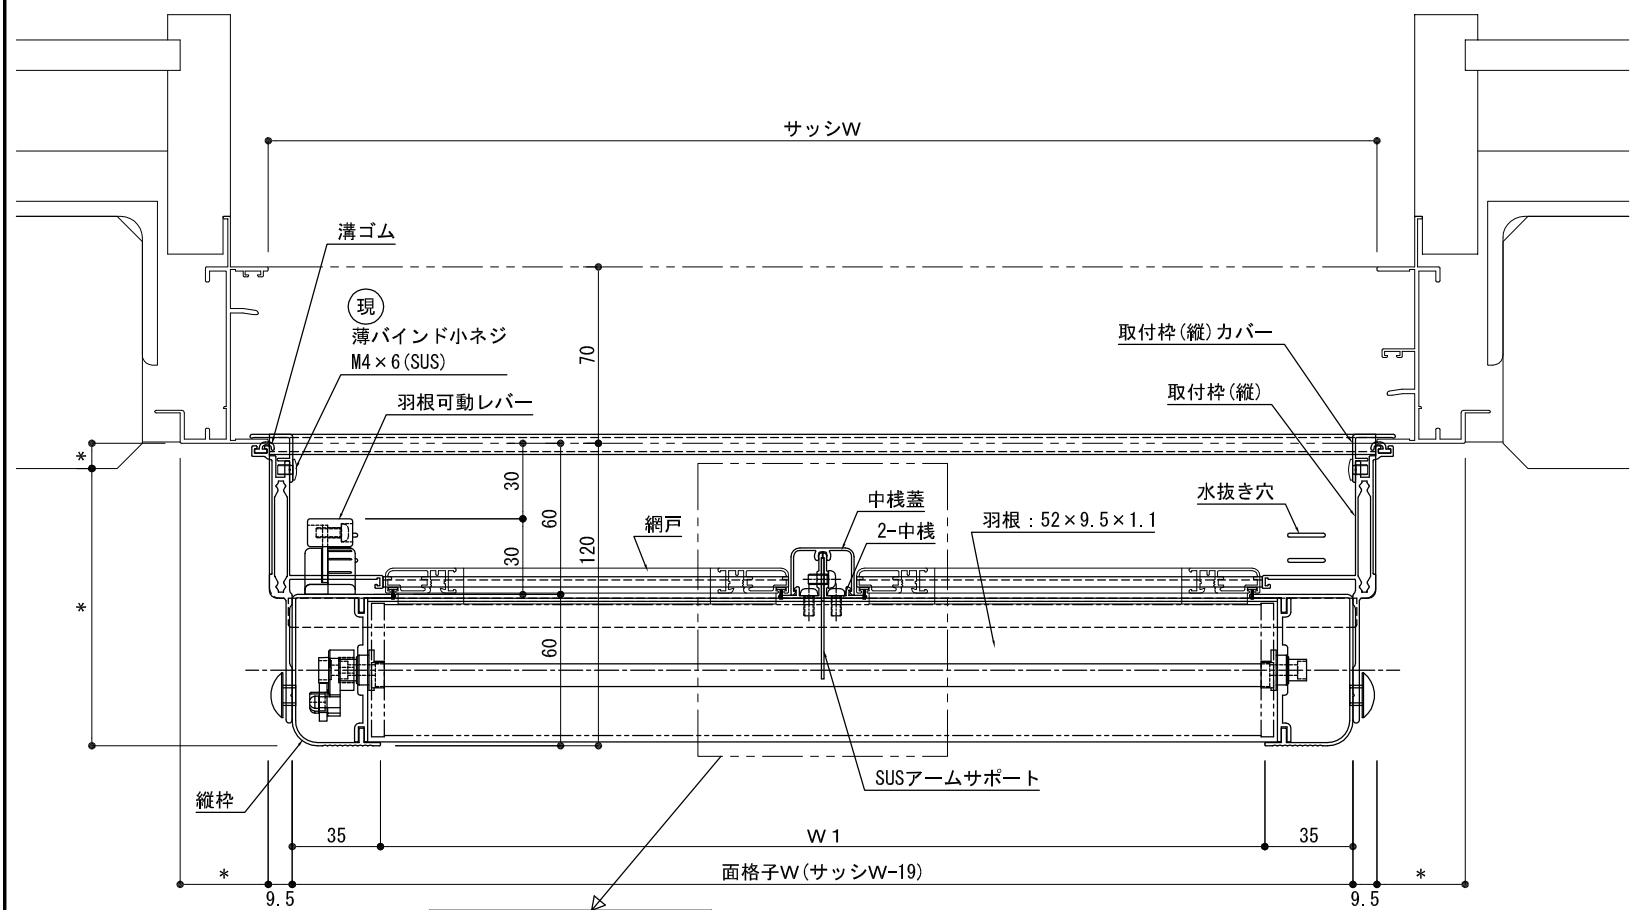 サッシW
溝ゴム
現
薄バインド小ネジ
M4×6(SUS)
羽根可動レバー
70
取付枠(縦)カバー
取付枠(縦)
*
30
60
30
120
網戸
中桟蓋
2-中桟
羽根：52×9.5×1.1
水抜き穴
*
60
縦枠
SUSアームサポート
35
W1
35
*
面格子W(サッシW-19)
*
9.5
9.5